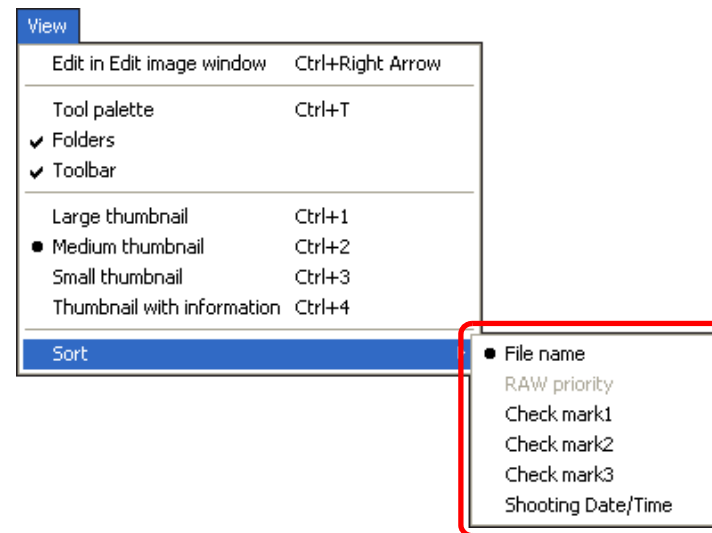 View
Edit in Edit image window Ctrl+Right Arrow
Tool palette Ctrl+T
Folders
Toolbar
Large thumbnail Ctrl+1
Medium thumbnail Ctrl+2
Small thumbnail Ctrl+3
Thumbnail with information Ctrl+4
Sort
File name
RAW priority
Check mark1
Check mark2
Check mark3
Shooting Date/Time